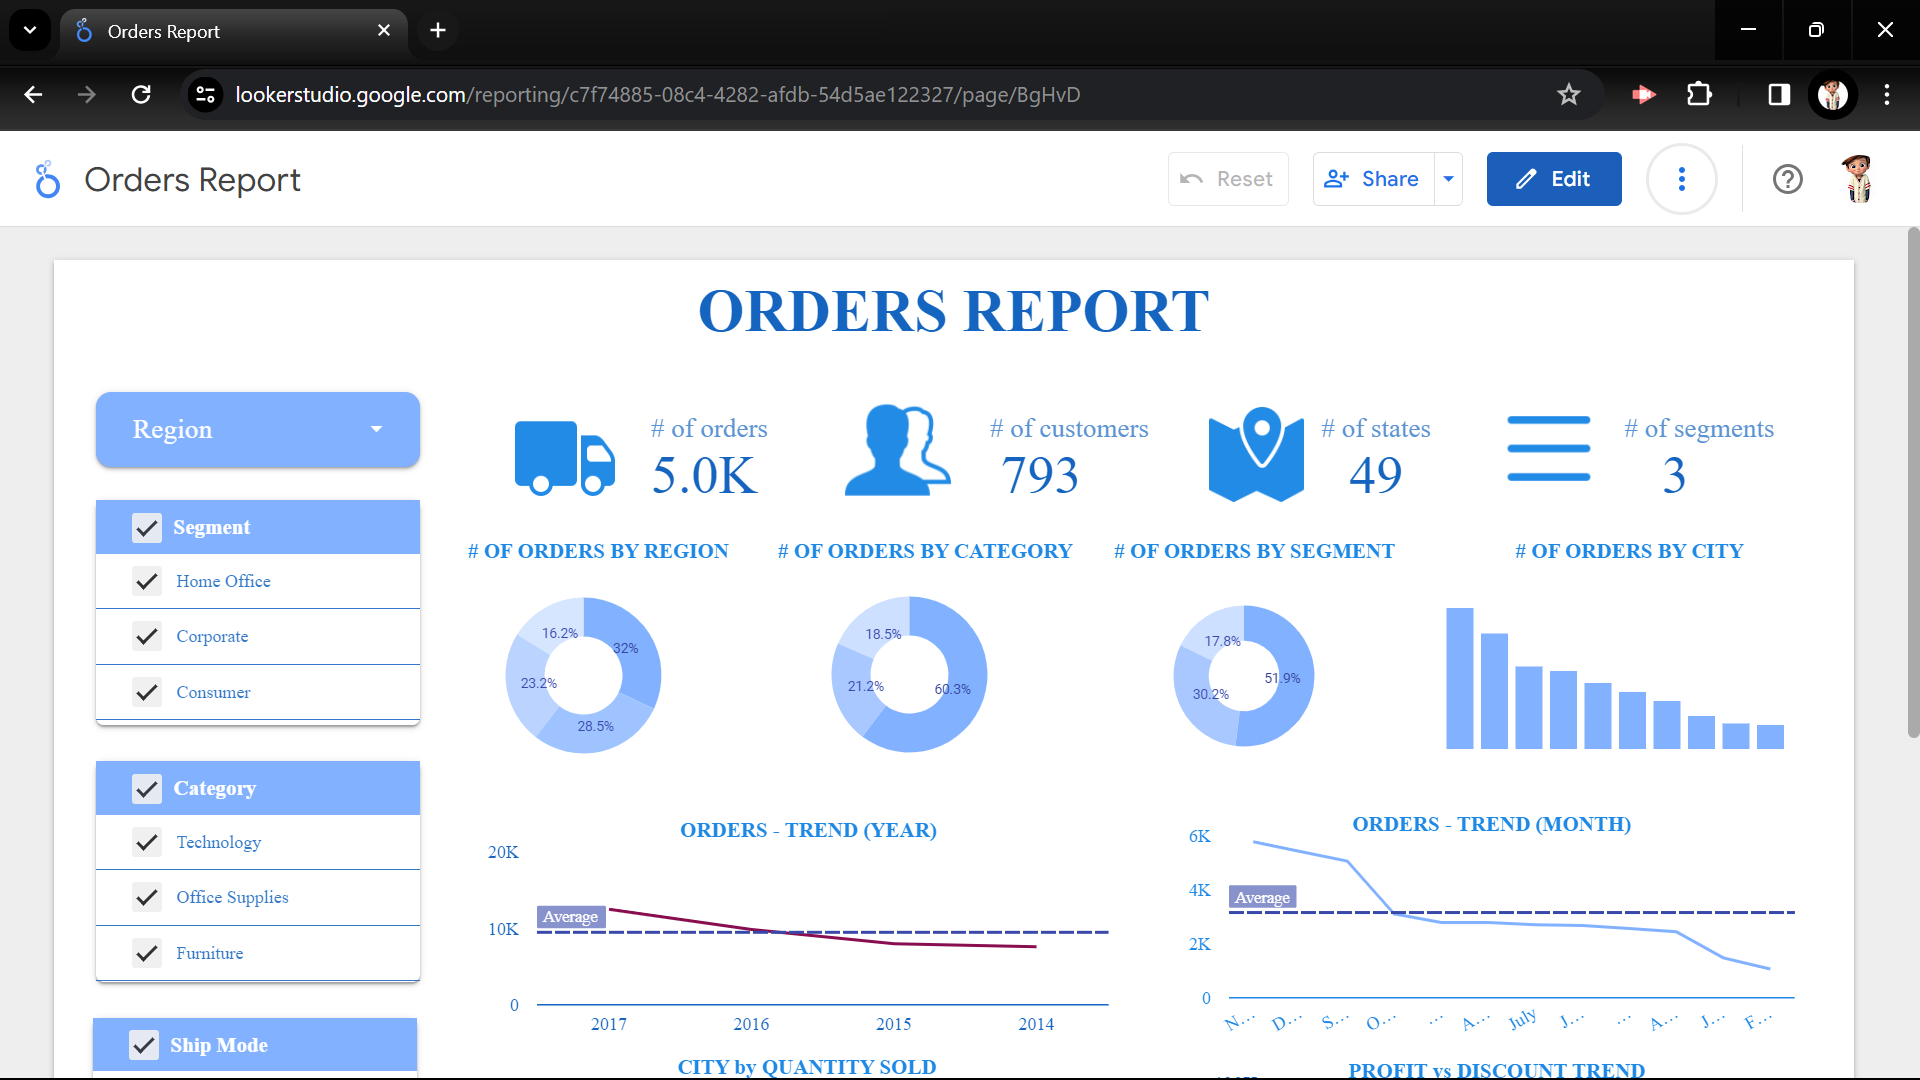 Orders Report
lookerstudio.google.com/reporting/c7f74885-08c4-4282-afdb-54d5ae122327/page/BgHvD
Orders Report
Reset
Share
Edit
ORDERS REPORT
Region
# of orders
5.0K
# of customers
793
# of states
49
# of segments
3
Segment
Home Office
Corporate
Consumer
# OF ORDERS BY REGION
16.2%
32%
23.2%
28.5%
# OF ORDERS BY CATEGORY
18.5%
21.2%
60.3%
# OF ORDERS BY SEGMENT
17.8%
30.2%
51.9%
# OF ORDERS BY CITY
Category
Technology
Office Supplies
Furniture
Ship Mode
ORDERS - TREND (YEAR)
20K
10K
0
Average
2017 2016 2015 2014
ORDERS - TREND (MONTH)
6K
4K
2K
0
Average
N... D... S... O... ... A... July J... ... A... J... F...
CITY by QUANTITY SOLD
PROFIT vs DISCOUNT TREND